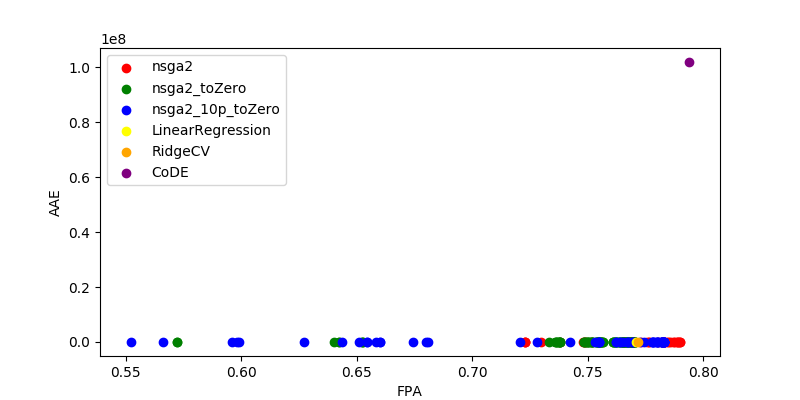 1e8
1.0
0.8
0.6
0.4
0.2
0.0
AAE
nsga2
nsga2_toZero
nsga2_10p_toZero
LinearRegression
RidgeCV
CoDE
0.55 0.60 0.65 0.70 0.75 0.80
FPA